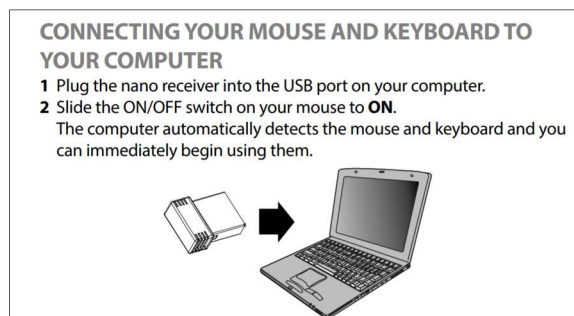 CONNECTING YOUR MOUSE AND KEYBOARD TO
YOUR COMPUTER
1 Plug the nano receiver into the USB port on your computer.
2 Slide the ON/OFF switch on your mouse to ON.
The computer automatically detects the mouse and keyboard and you
can immediately begin using them.